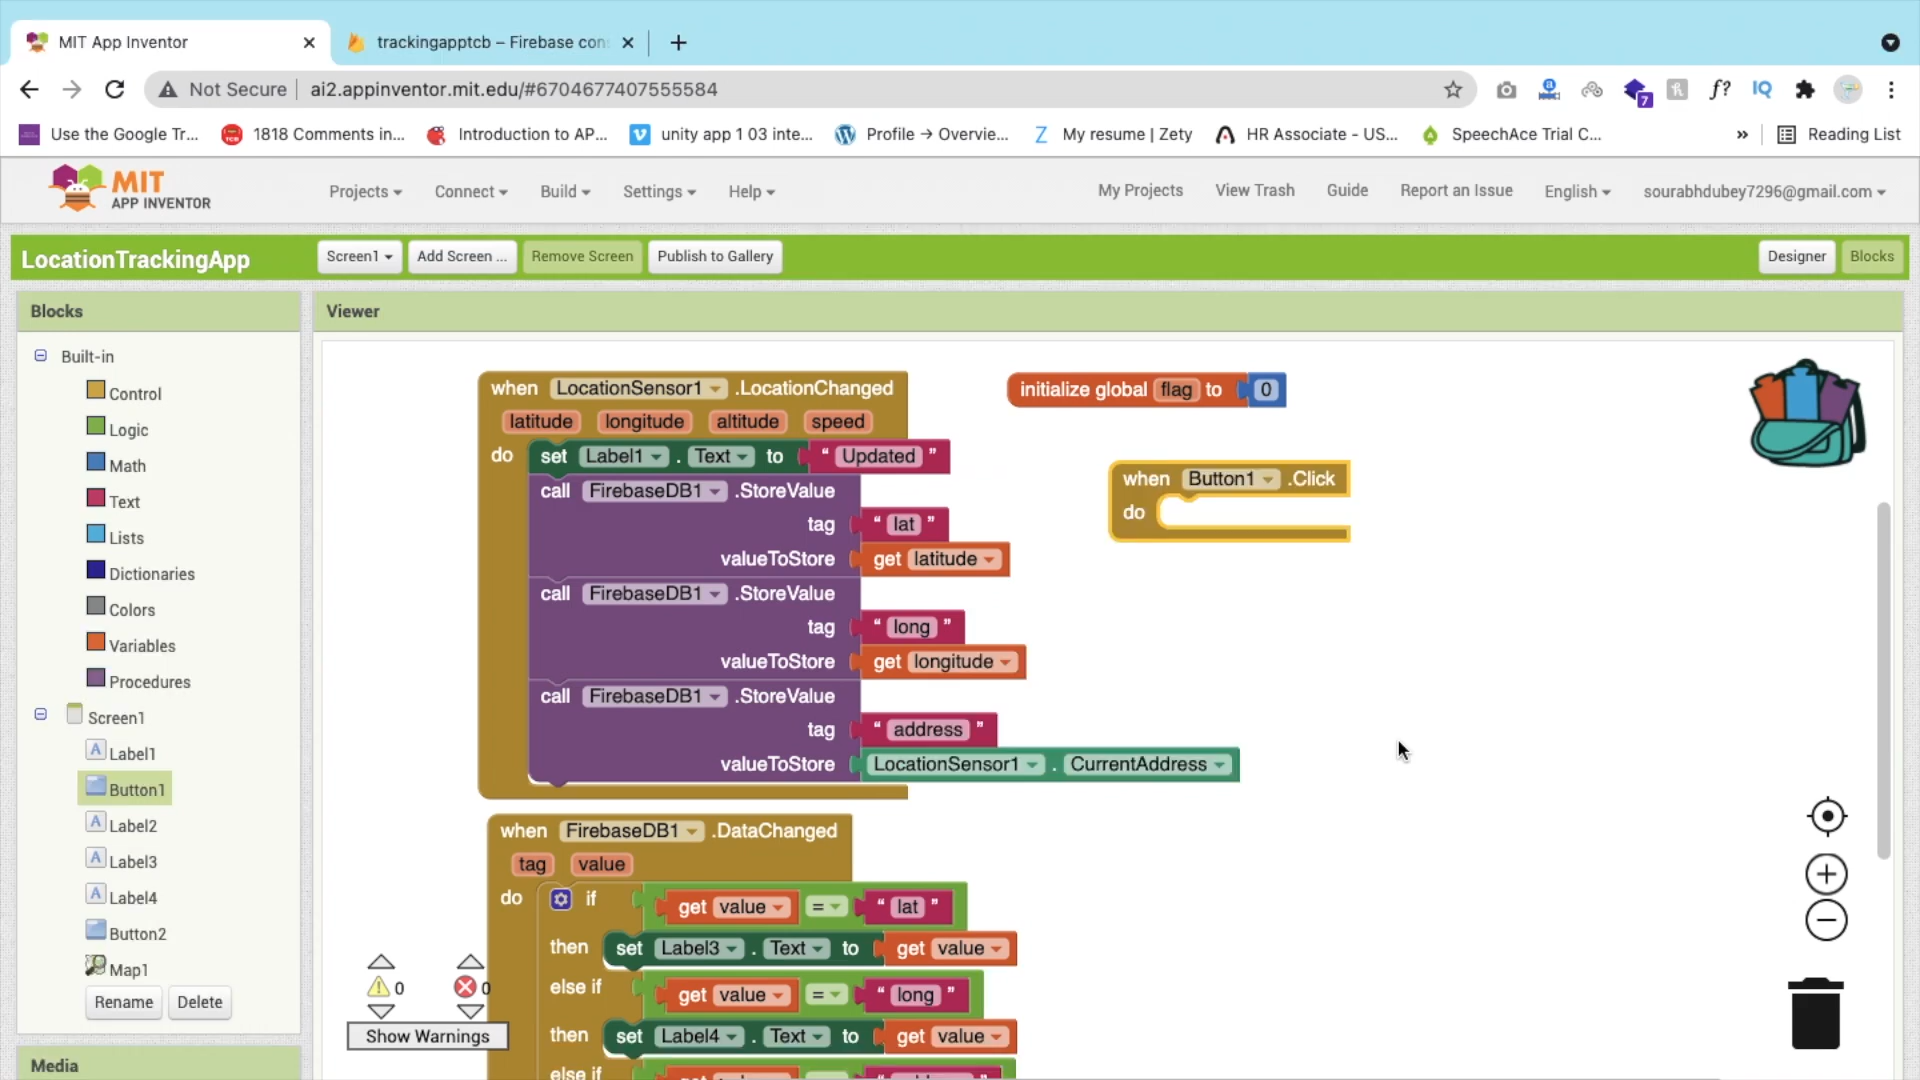 MIT App Inventor
trackingapptcb – Firebase con
Not Secure
ai2.appinventor.mit.edu/#6704677407555584
7
f?
IQ
Use the Google Tr...
1818 Comments in...
Introduction to AP...
unity app 1 03 inte...
Profile → Overvie...
My resume | Zety
HR Associate - US...
SpeechAce Trial C...
»
Reading List
MIT
APP INVENTOR
Projects
Connect
Build
Settings
Help
My Projects
View Trash
Guide
Report an Issue
English
sourabhdubey7296@gmail.com
LocationTrackingApp
Screen1
Add Screen ...
Remove Screen
Publish to Gallery
Designer
Blocks
Blocks
Built-in
Control
Logic
Math
Text
Lists
Dictionaries
Colors
Variables
Procedures
Screen1
Label1
Button1
Label2
Label3
Label4
Button2
Map1
Rename
Delete
Media
Viewer
when LocationSensor1 .LocationChanged
latitude longitude altitude speed
do set Label1 . Text to “ Updated ”
call FirebaseDB1 .StoreValue
tag “ lat ”
valueToStore get latitude
call FirebaseDB1 .StoreValue
tag “ long ”
valueToStore get longitude
call FirebaseDB1 .StoreValue
tag “ address ”
valueToStore LocationSensor1 . CurrentAddress
initialize global flag to 0
when Button1 .Click
do
when FirebaseDB1 .DataChanged
tag value
do if get value = “ lat ”
then set Label3 . Text to get value
else if get value = “ long ”
then set Label4 . Text to get value
else if
0
0
Show Warnings